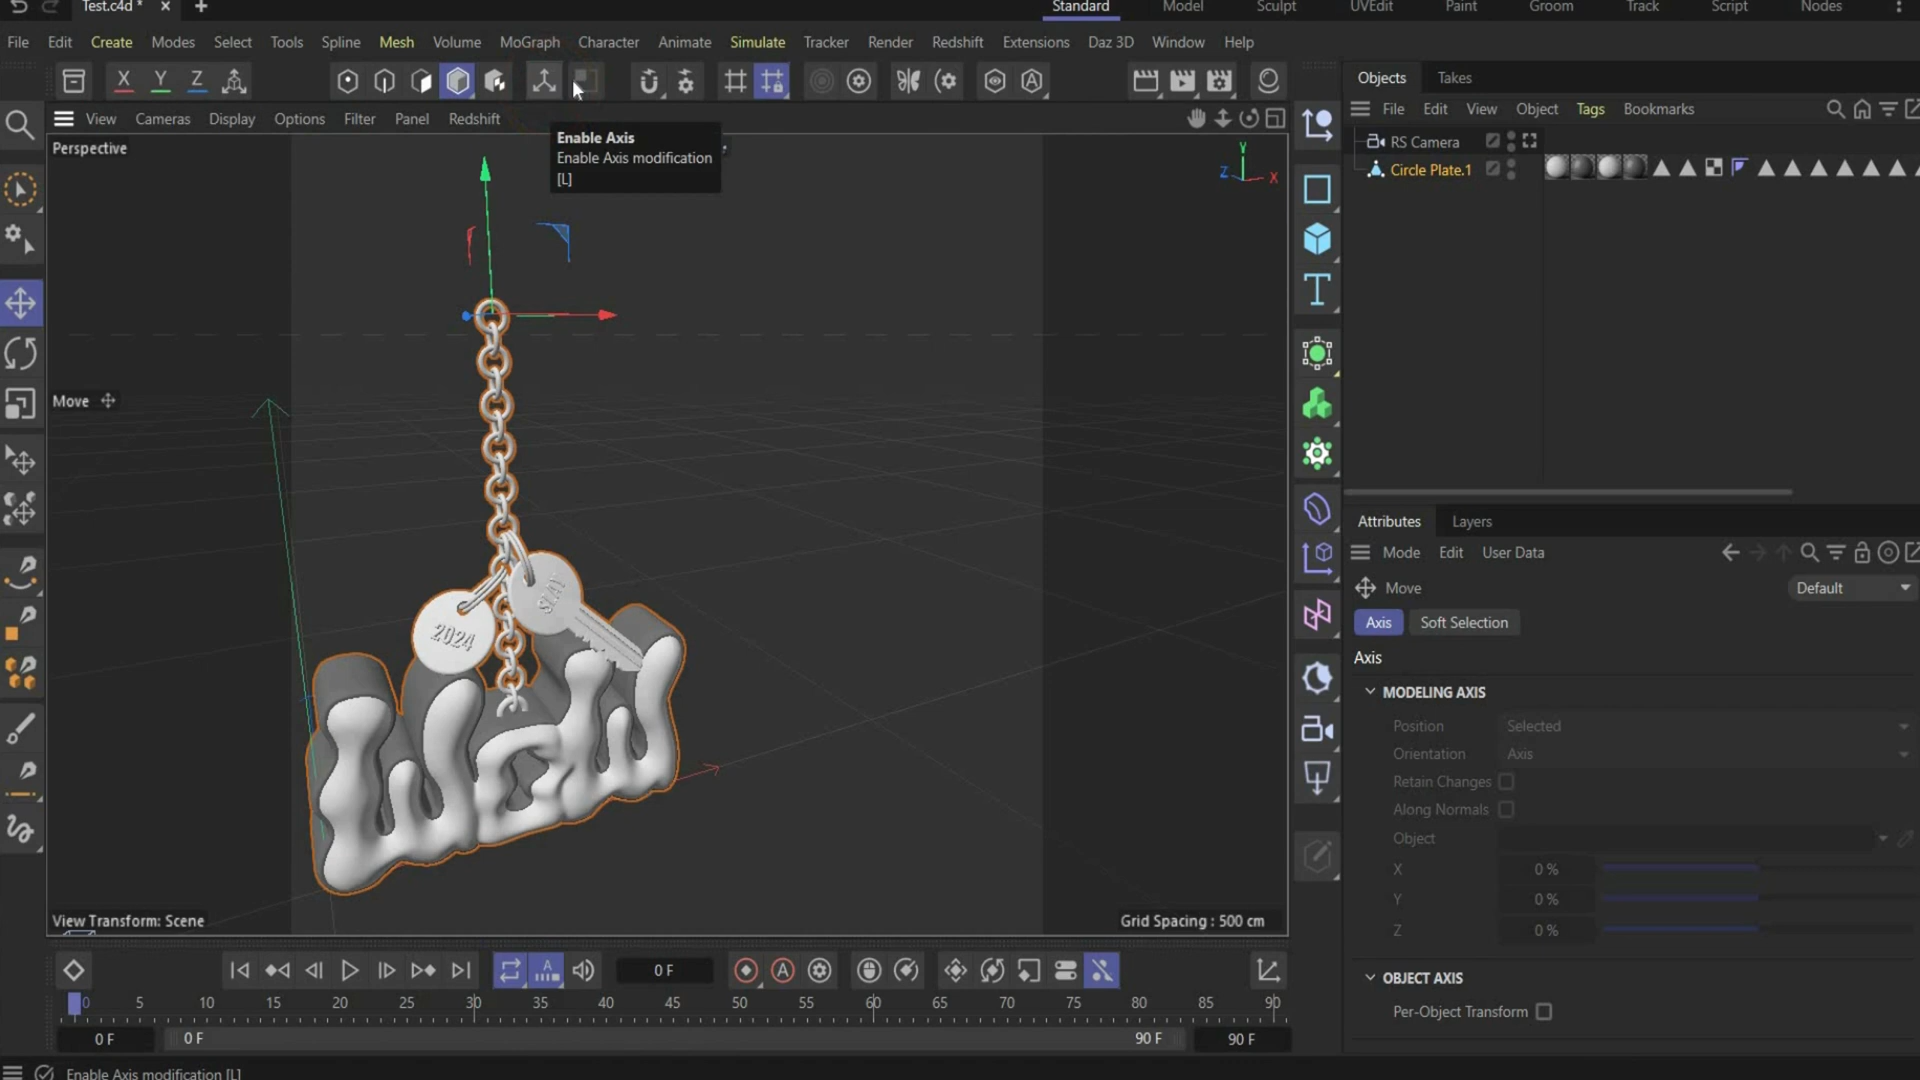 Test.c4d *
Standard
Model
Sculpt
UVEdit
Paint
Groom
Track
Script
Nodes
File Edit Create Modes Select Tools Spline Mesh Volume MoGraph Character Animate Simulate Tracker Render Redshift Extensions Daz 3D Window Help
X Y Z
Objects Takes
View Cameras Display Options Filter Panel Redshift
File Edit View Object Tags Bookmarks
Enable Axis
Enable Axis modification
[L]
Perspective
Y
Z X
RS Camera
Circle Plate.1
Move
2024
Attributes Layers
Mode Edit User Data
Move
Default
Axis Soft Selection
Axis
MODELING AXIS
Position Selected
Orientation Axis
Retain Changes
Along Normals
Object
X 0 %
Y 0 %
Z 0 %
View Transform: Scene
Grid Spacing : 500 cm
0 F
OBJECT AXIS
Per-Object Transform
0 5 10 15 20 25 30 35 40 45 50 55 60 65 70 75 80 85 90
0 F 0 F 90 F 90 F
Enable Axis modification [L]